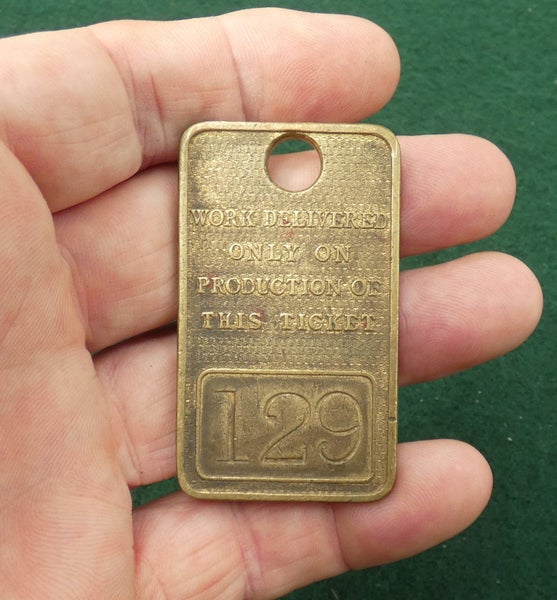 WORK DELIVERED
ONLY ON
PRODUCTION OF
THIS TICKET
129